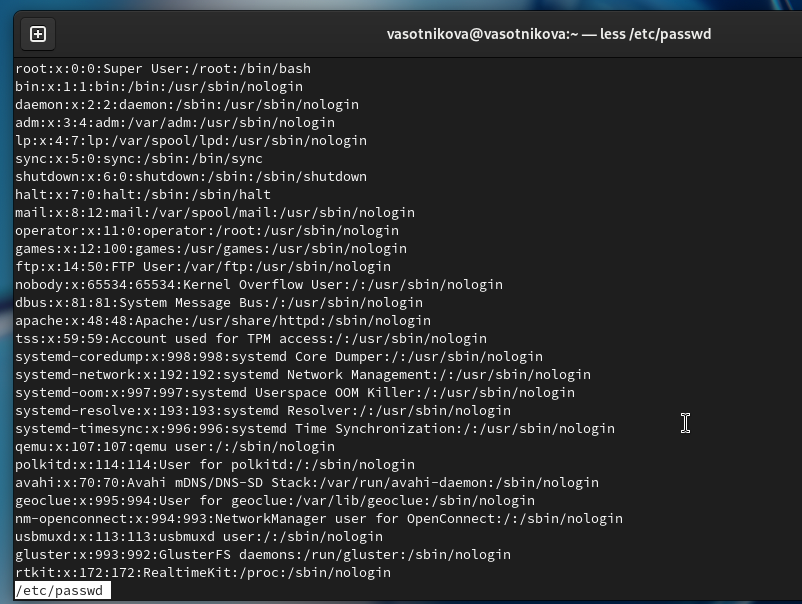 vasotnikova@vasotnikova:~ — less /etc/passwd
root:x:0:0:Super User:/root:/bin/bash
bin:x:1:1:bin:/bin:/usr/sbin/nologin
daemon:x:2:2:daemon:/sbin:/usr/sbin/nologin
adm:x:3:4:adm:/var/adm:/usr/sbin/nologin
lp:x:4:7:lp:/var/spool/lpd:/usr/sbin/nologin
sync:x:5:0:sync:/sbin:/bin/sync
shutdown:x:6:0:shutdown:/sbin:/sbin/shutdown
halt:x:7:0:halt:/sbin:/sbin/halt
mail:x:8:12:mail:/var/spool/mail:/usr/sbin/nologin
operator:x:11:0:operator:/root:/usr/sbin/nologin
games:x:12:100:games:/usr/games:/usr/sbin/nologin
ftp:x:14:50:FTP User:/var/ftp:/usr/sbin/nologin
nobody:x:65534:65534:Kernel Overflow User:/:/usr/sbin/nologin
dbus:x:81:81:System Message Bus:/:/usr/sbin/nologin
apache:x:48:48:Apache:/usr/share/httpd:/sbin/nologin
tss:x:59:59:Account used for TPM access:/:/usr/sbin/nologin
systemd-coredump:x:998:998:systemd Core Dumper:/:/usr/sbin/nologin
systemd-network:x:192:192:systemd Network Management:/:/usr/sbin/nologin
systemd-oom:x:997:997:systemd Userspace OOM Killer:/:/usr/sbin/nologin
systemd-resolve:x:193:193:systemd Resolver:/:/usr/sbin/nologin
systemd-timesync:x:996:996:systemd Time Synchronization:/:/usr/sbin/nologin
qemu:x:107:107:qemu user:/:/sbin/nologin
polkitd:x:114:114:User for polkitd:/:/sbin/nologin
avahi:x:70:70:Avahi mDNS/DNS-SD Stack:/var/run/avahi-daemon:/sbin/nologin
geoclue:x:995:994:User for geoclue:/var/lib/geoclue:/sbin/nologin
nm-openconnect:x:994:993:NetworkManager user for OpenConnect:/:/sbin/nologin
usbmuxd:x:113:113:usbmuxd user:/:/sbin/nologin
gluster:x:993:992:GlusterFS daemons:/run/gluster:/sbin/nologin
rtkit:x:172:172:RealtimeKit:/proc:/sbin/nologin
/etc/passwd